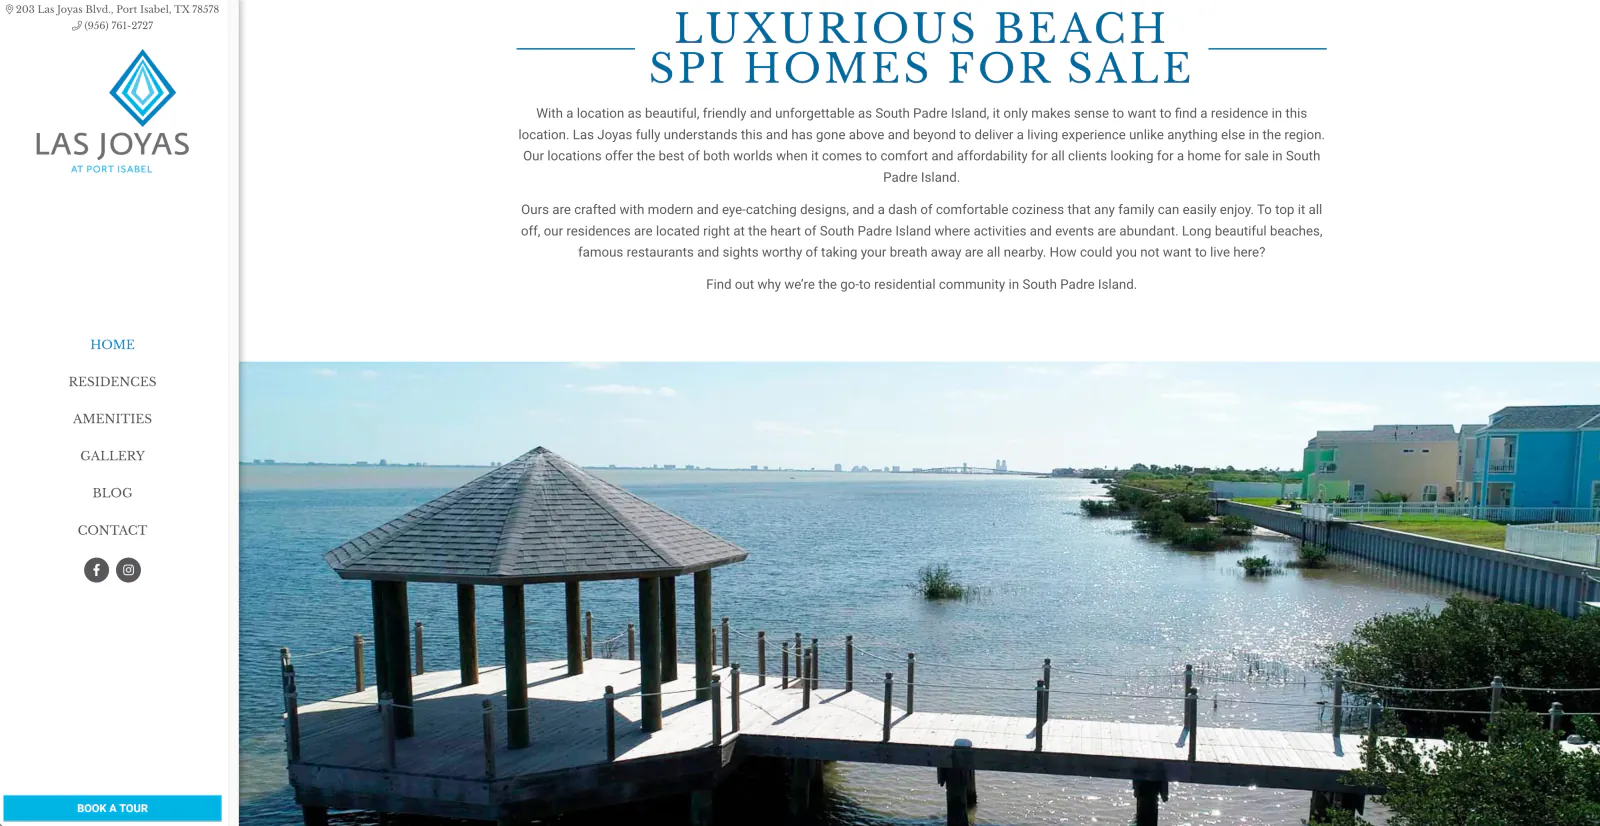 203 Las Joyas Blvd., Port Isabel, TX 78578
(956) 761-2727
LAS JOYAS
AT PORT ISABEL
HOME
RESIDENCES
AMENITIES
GALLERY
BLOG
CONTACT
BOOK A TOUR
LUXURIOUS BEACH
SPI HOMES FOR SALE
With a location as beautiful, friendly and unforgettable as South Padre Island, it only makes sense to want to find a residence in this
location. Las Joyas fully understands this and has gone above and beyond to deliver a living experience unlike anything else in the region.
Our locations offer the best of both worlds when it comes to comfort and affordability for all clients looking for a home for sale in South
Padre Island.
Ours are crafted with modern and eye-catching designs, and a dash of comfortable coziness that any family can easily enjoy. To top it all
off, our residences are located right at the heart of South Padre Island where activities and events are abundant. Long beautiful beaches,
famous restaurants and sights worthy of taking your breath away are all nearby. How could you not want to live here?
Find out why we’re the go-to residential community in South Padre Island.